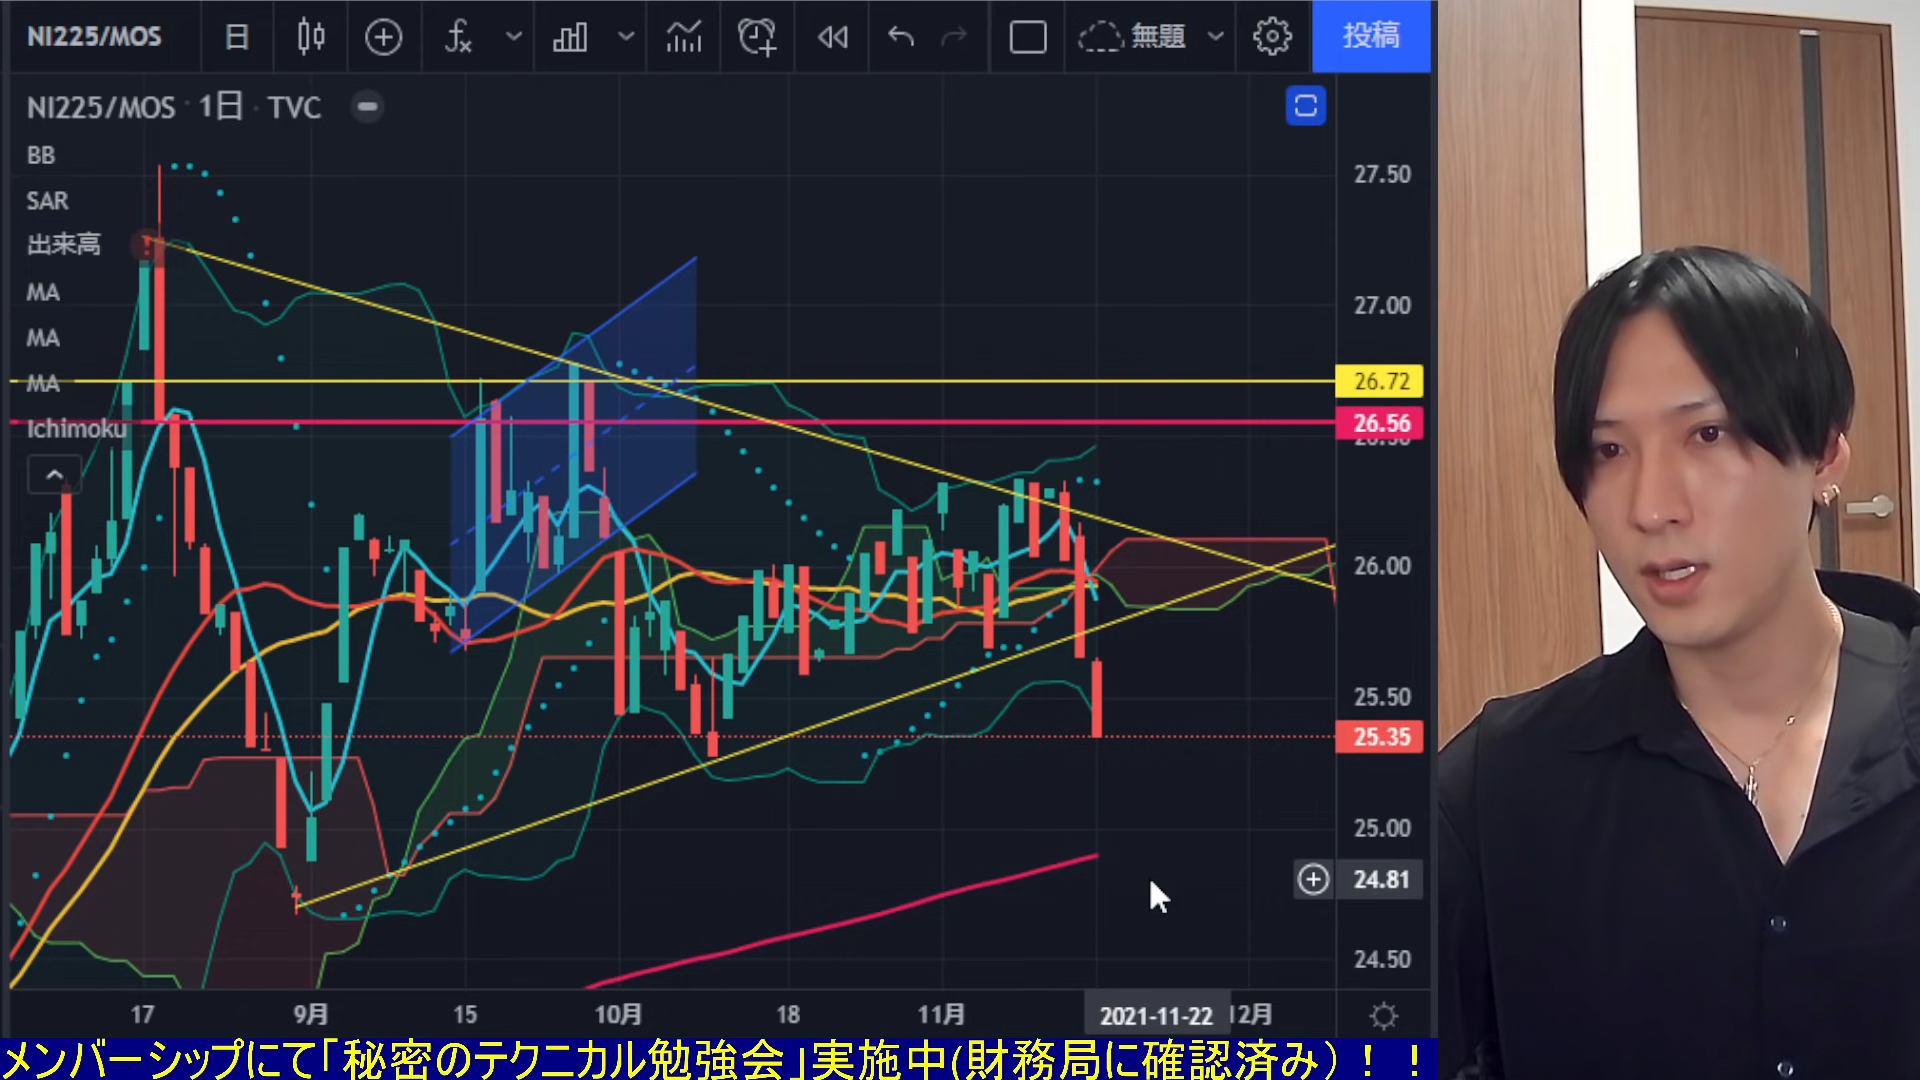 NI225/MOS 日 無題 投稿
NI225/MOS · 1日 · TVC
BB
SAR
出来高
MA
MA
MA
Ichimoku
27.50
27.00
26.72
26.56
26.50
26.00
25.50
25.35
25.00
24.81
24.50
17 9月 15 10月 18 11月 2021-11-22 12月
メンバーシップにて「秘密のテクニカル勉強会」実施中(財務局に確認済み)！！